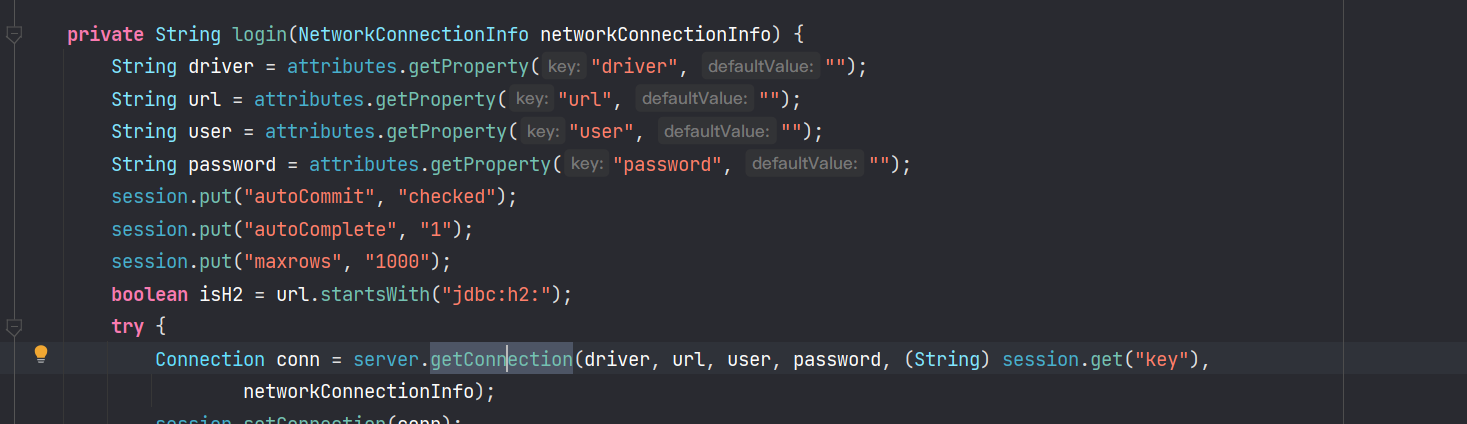 private String login(NetworkConnectionInfo networkConnectionInfo) {
String driver = attributes.getProperty( key: "driver", defaultValue: "");
String url = attributes.getProperty( key: "url", defaultValue: "");
String user = attributes.getProperty( key: "user", defaultValue: "");
String password = attributes.getProperty( key: "password", defaultValue: "");
session.put("autoCommit", "checked");
session.put("autoComplete", "1");
session.put("maxrows", "1000");
boolean isH2 = url.startsWith("jdbc:h2:");
try {
Connection conn = server.getConnection(driver, url, user, password, (String) session.get("key"),
networkConnectionInfo);
session.setConnection(conn);